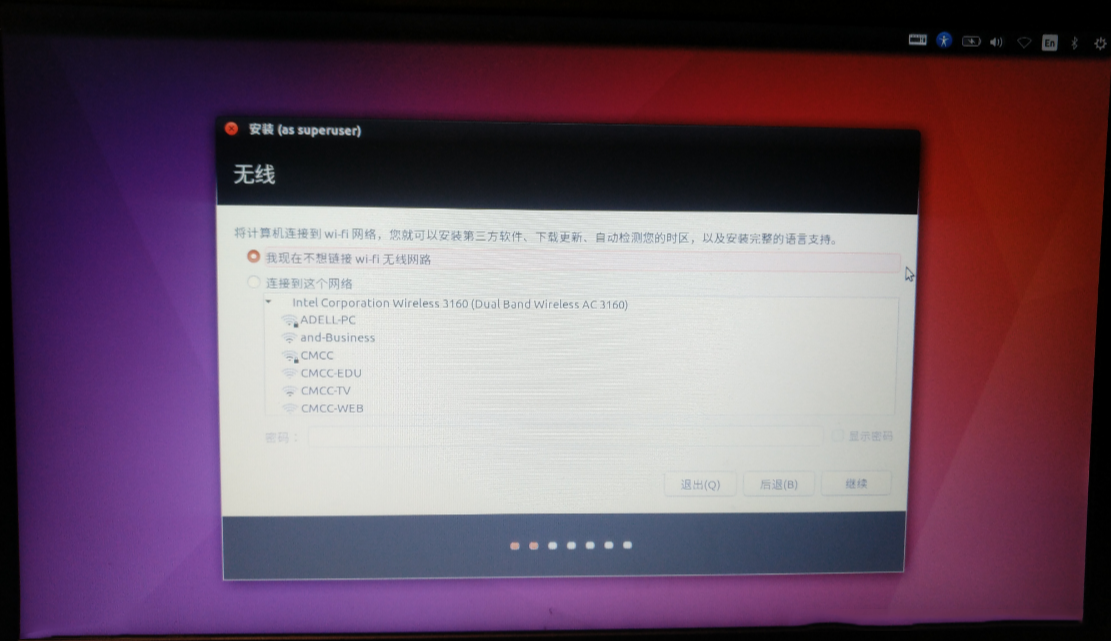 En
安装 (as superuser)
无线
将计算机连接到 wi-fi 网络，您就可以安装第三方软件、下载更新、自动检测您的时区，以及安装完整的语言支持。
我现在不想链接 wi-fi 无线网路
连接到这个网络
Intel Corporation Wireless 3160 (Dual Band Wireless AC 3160)
ADELL-PC
and-Business
CMCC
CMCC-EDU
CMCC-TV
CMCC-WEB
密码： 显示密码
退出(Q) 后退(B) 继续